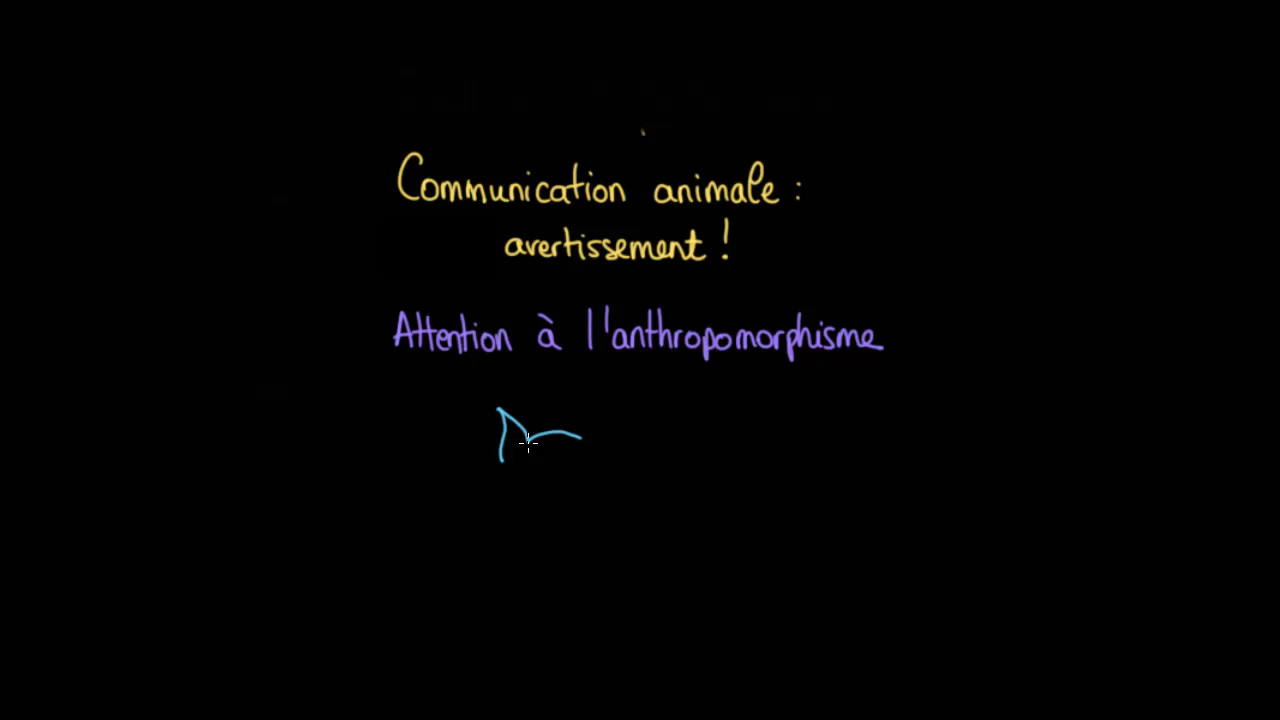 Communication animale :
avertissement !
Attention à l'anthropomorphisme